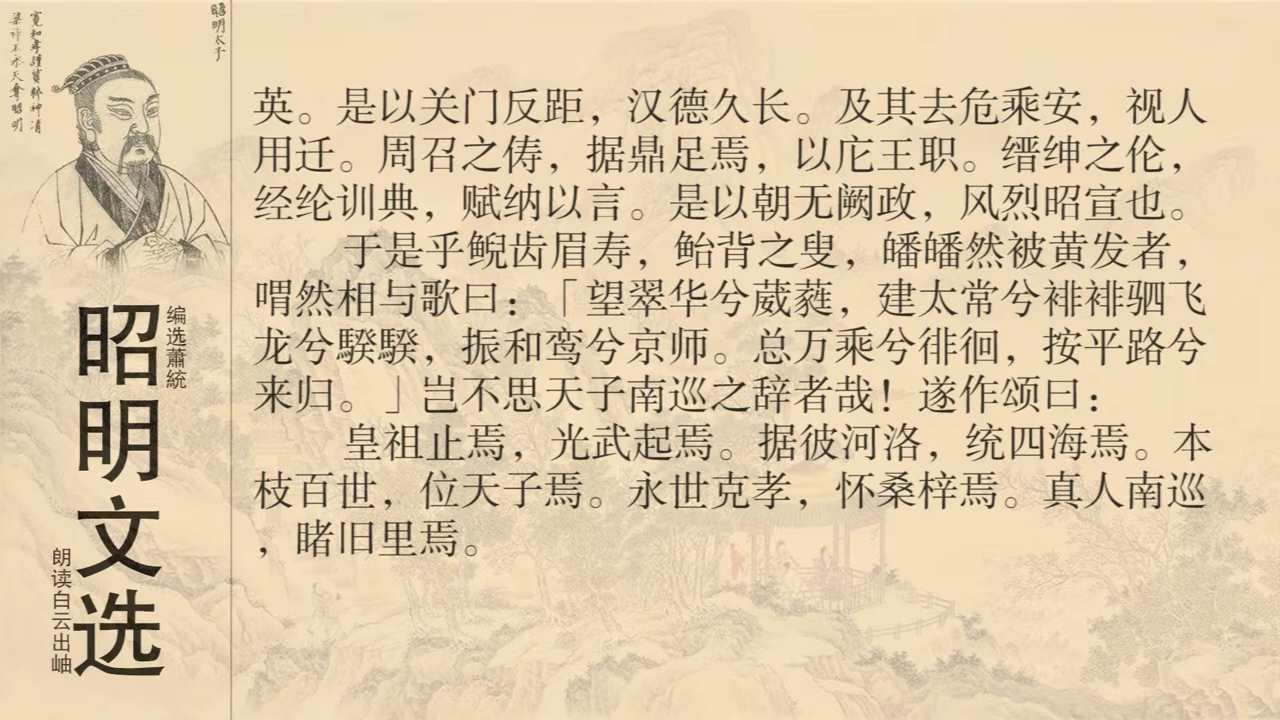 昭明太子
寛和孝謹
昭明文选
编选萧統
朗读白云出岫
英。是以关门反距，汉德久长。及其去危乘安，视人
用迁。周召之俦，据鼎足焉，以庀王职。缙绅之伦，
经纶训典，赋纳以言。是以朝无阙政，风烈昭宣也。
于是乎鲵齿眉寿，鲐背之叟，皤皤然被黄发者，
喟然相与歌曰：「望翠华兮葳蕤，建太常兮裶裶驷飞
龙兮騤騤，振和鸾兮京师。总万乘兮徘徊，按平路兮
来归。」岂不思天子南巡之辞者哉！遂作颂曰：
皇祖止焉，光武起焉。据彼河洛，统四海焉。本
枝百世，位天子焉。永世克孝，怀桑梓焉。真人南巡
，睹旧里焉。